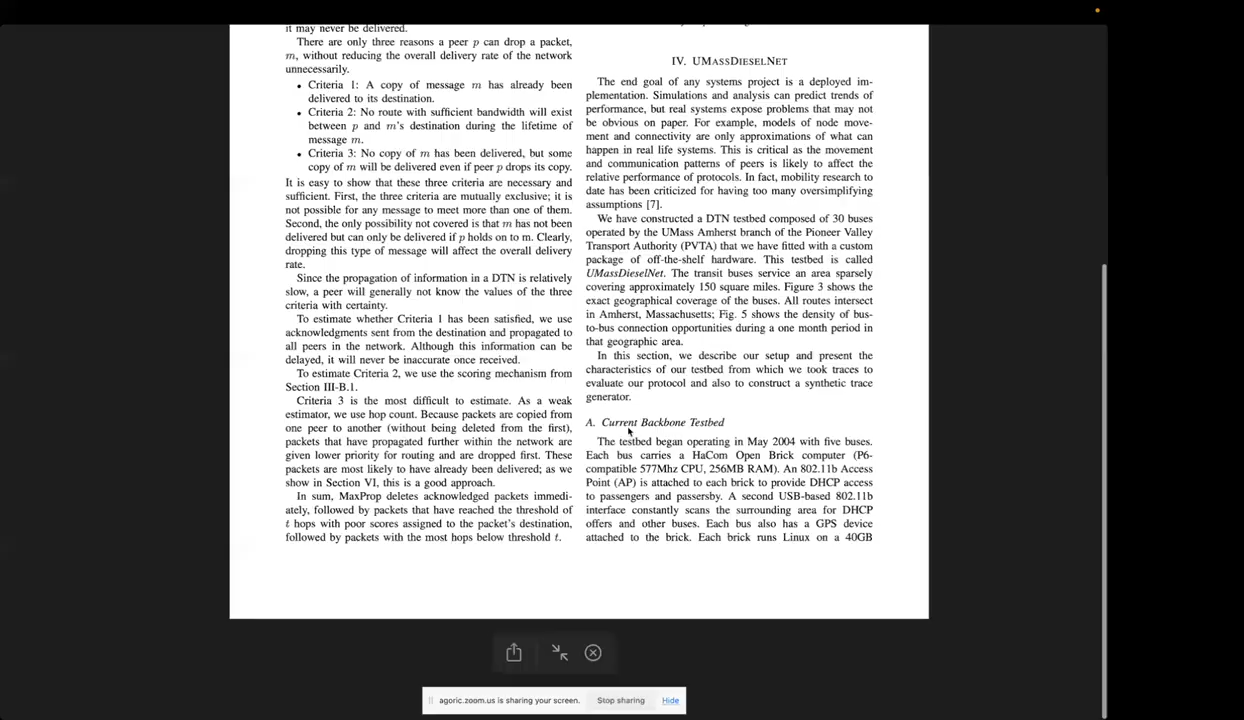 it may never be delivered.
There are only three reasons a peer p can drop a packet,
m, without reducing the overall delivery rate of the network
unnecessarily.
• Criteria 1: A copy of message m has already been
delivered to its destination.
• Criteria 2: No route with sufficient bandwidth will exist
between p and m's destination during the lifetime of
message m.
• Criteria 3: No copy of m has been delivered, but some
copy of m will be delivered even if peer p drops its copy.
It is easy to show that these three criteria are necessary and
sufficient. First, the three criteria are mutually exclusive; it is
not possible for any message to meet more than one of them.
Second, the only possibility not covered is that m has not been
delivered but can only be delivered if p holds on to m. Clearly,
dropping this type of message will affect the overall delivery
rate.
Since the propagation of information in a DTN is relatively
slow, a peer will generally not know the values of the three
criteria with certainty.
To estimate whether Criteria 1 has been satisfied, we use
acknowledgments sent from the destination and propagated to
all peers in the network. Although this information can be
delayed, it will never be inaccurate once received.
To estimate Criteria 2, we use the scoring mechanism from
Section III-B.1.
Criteria 3 is the most difficult to estimate. As a weak
estimator, we use hop count. Because packets are copied from
one peer to another (without being deleted from the first),
packets that have propagated further within the network are
given lower priority for routing and are dropped first. These
packets are most likely to have already been delivered; as we
show in Section VI, this is a good approach.
In sum, MaxProp deletes acknowledged packets immedi-
ately, followed by packets that have reached the threshold of
t hops with poor scores assigned to the packet's destination,
followed by packets with the most hops below threshold t.
IV. UMASSDIESELNET
The end goal of any systems project is a deployed im-
plementation. Simulations and analysis can predict trends of
performance, but real systems expose problems that may not
be obvious on paper. For example, models of node move-
ment and connectivity are only approximations of what can
happen in real life systems. This is critical as the movement
and communication patterns of peers is likely to affect the
relative performance of protocols. In fact, mobility research to
date has been criticized for having too many oversimplifying
assumptions [7].
We have constructed a DTN testbed composed of 30 buses
operated by the UMass Amherst branch of the Pioneer Valley
Transport Authority (PVTA) that we have fitted with a custom
package of off-the-shelf hardware. This testbed is called
UMassDieselNet. The transit buses service an area sparsely
covering approximately 150 square miles. Figure 3 shows the
exact geographical coverage of the buses. All routes intersect
in Amherst, Massachusetts; Fig. 5 shows the density of bus-
to-bus connection opportunities during a one month period in
that geographic area.
In this section, we describe our setup and present the
characteristics of our testbed from which we took traces to
evaluate our protocol and also to construct a synthetic trace
generator.
A. Current Backbone Testbed
The testbed began operating in May 2004 with five buses.
Each bus carries a HaCom Open Brick computer (P6-
compatible 577Mhz CPU, 256MB RAM). An 802.11b Access
Point (AP) is attached to each brick to provide DHCP access
to passengers and passersby. A second USB-based 802.11b
interface constantly scans the surrounding area for DHCP
offers and other buses. Each bus also has a GPS device
attached to the brick. Each brick runs Linux on a 40GB
agoric.zoom.us is sharing your screen. Stop sharing Hide